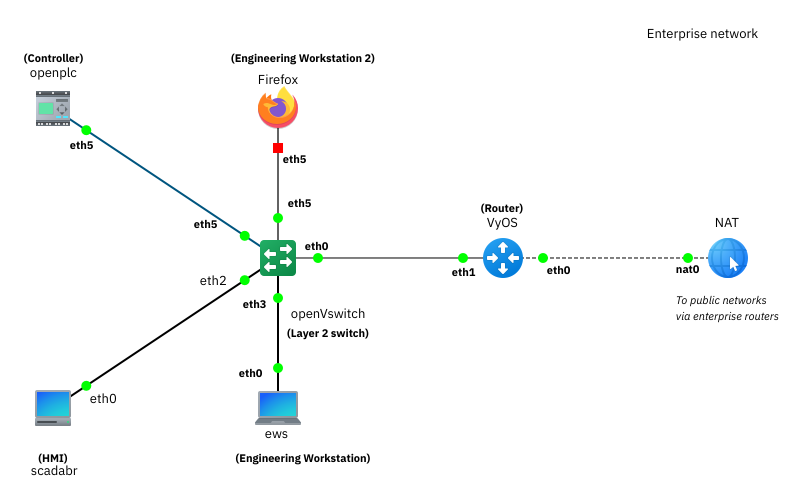 Enterprise network
(Controller)
openplc
(Engineering Workstation 2)
Firefox
eth5
eth5
eth5
eth5
(Router)
VyOS
NAT
eth0
eth2
eth1
eth0
nat0
eth3
openVswitch
(Layer 2 switch)
To public networks
via enterprise routers
eth0
eth0
ews
(HMI)
scadabr
(Engineering Workstation)